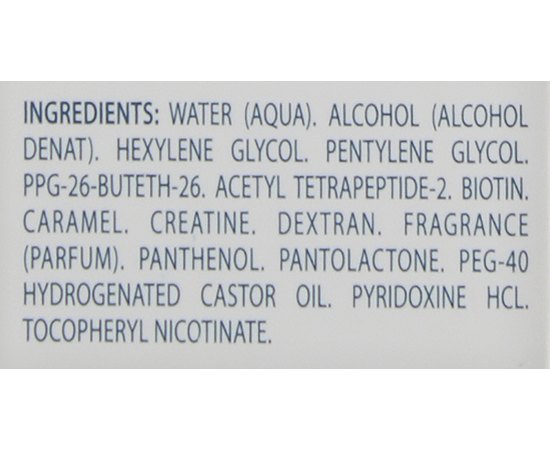 INGREDIENTS: WATER (AQUA). ALCOHOL (ALCOHOL
DENAT). HEXYLENE GLYCOL. PENTYLENE GLYCOL.
PPG-26-BUTETH-26. ACETYL TETRAPEPTIDE-2. BIOTIN.
CARAMEL. CREATINE. DEXTRAN. FRAGRANCE
(PARFUM). PANTHENOL. PANTOLACTONE. PEG-40
HYDROGENATED CASTOR OIL. PYRIDOXINE HCL.
TOCOPHERYL NICOTINATE.